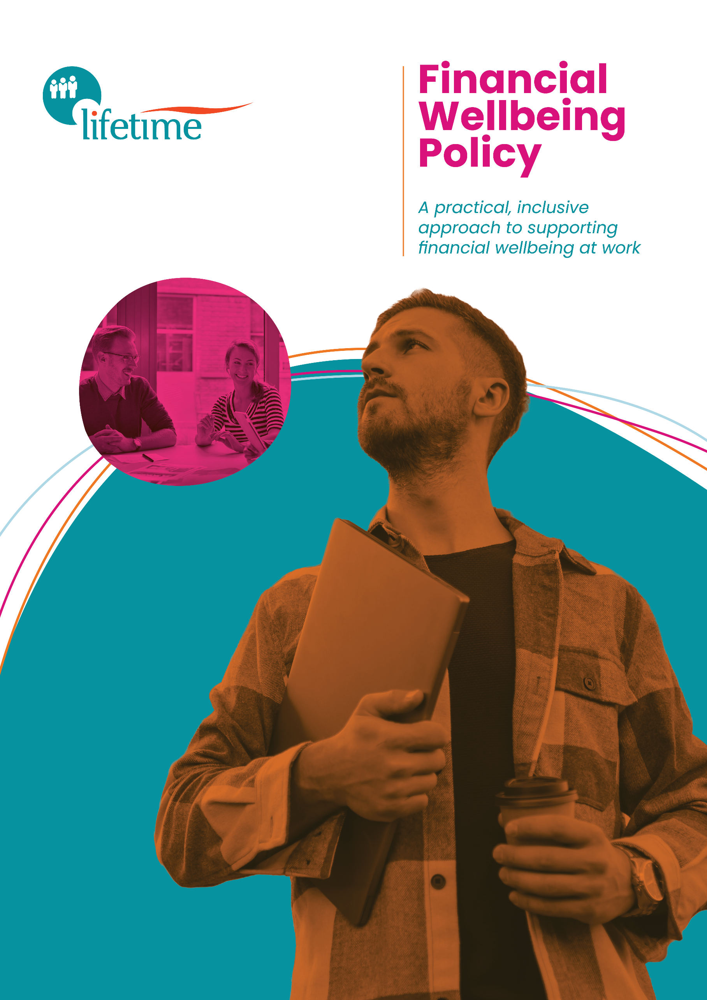 lifetime
Financial
Wellbeing
Policy
A practical, inclusive
approach to supporting
financial wellbeing at work